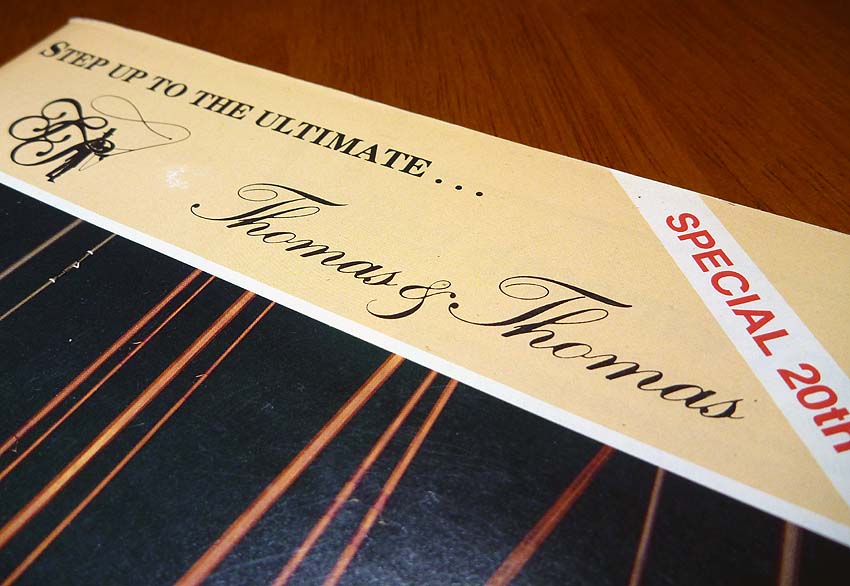 STEP UP TO THE ULTIMATE...
Thomas & Thomas
SPECIAL 20th